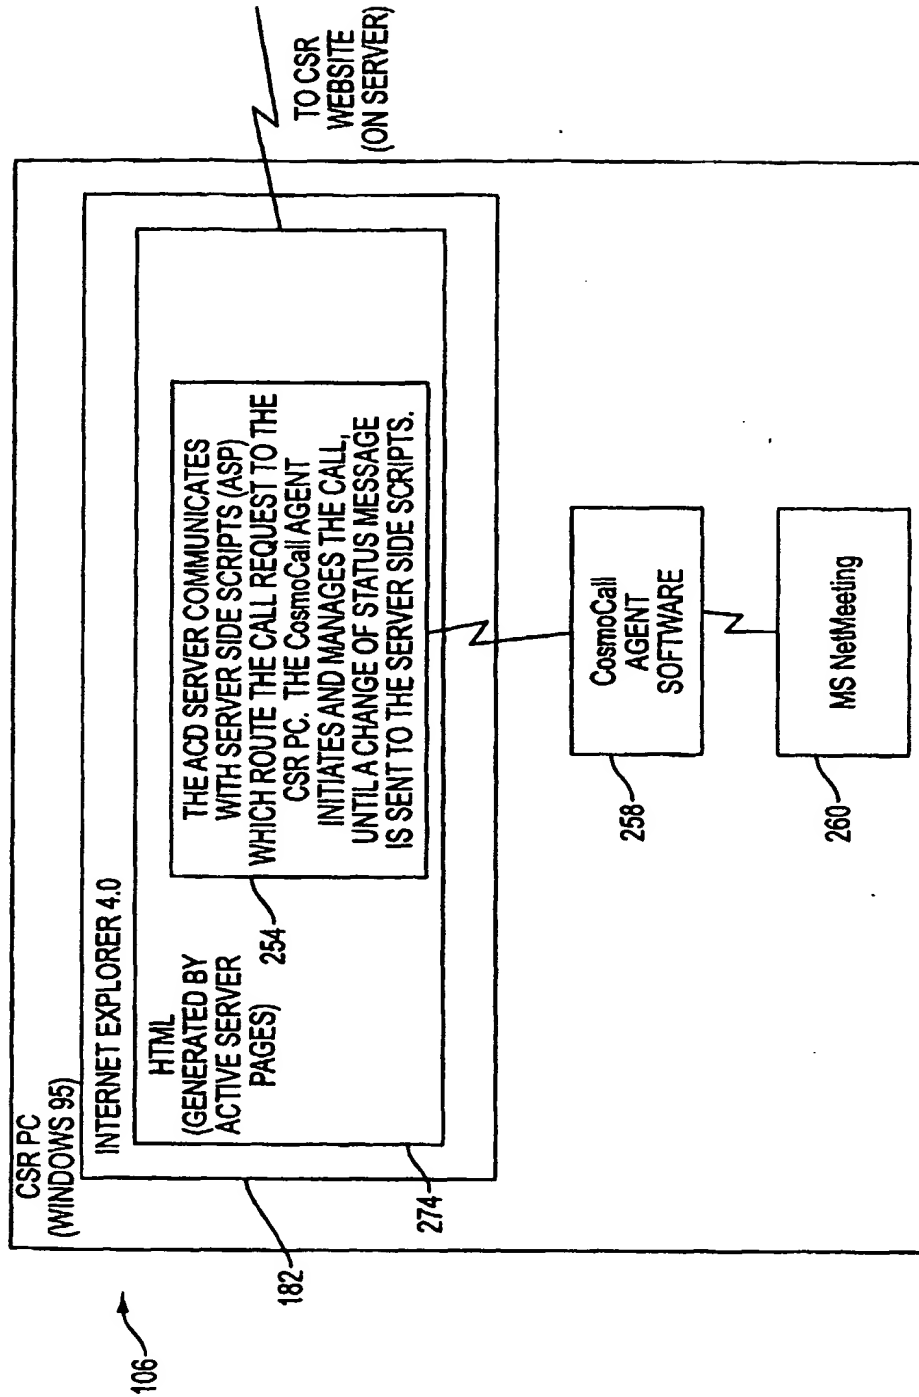 CSR PC
(WINDOWS 95)
INTERNET EXPLORER 4.0
HTML
(GENERATED BY
ACTIVE SERVER
PAGES)
THE ACD SERVER COMMUNICATES
WITH SERVER SIDE SCRIPTS (ASP)
WHICH ROUTE THE CALL REQUEST TO THE
CSR PC. THE CosmoCall AGENT
INITIATES AND MANAGES THE CALL,
UNTIL A CHANGE OF STATUS MESSAGE
IS SENT TO THE SERVER SIDE SCRIPTS.
254
TO CSR
WEBSITE
(ON SERVER)
106
182
274
CosmoCall
AGENT
SOFTWARE
258
MS NetMeeting
260